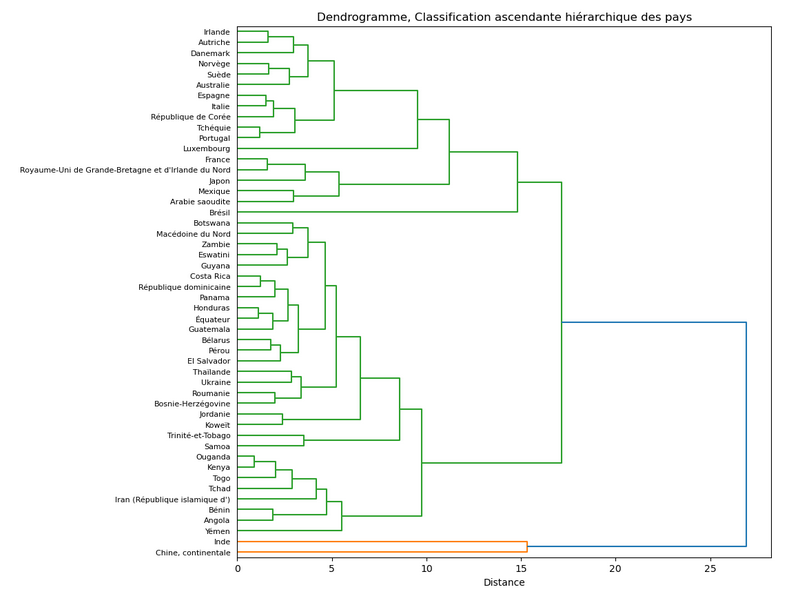 Dendrogramme, Classification ascendante hiérarchique des pays
Irlande
Autriche
Danemark
Norvège
Suède
Australie
Espagne
Italie
République de Corée
Tchéquie
Portugal
Luxembourg
France
Royaume-Uni de Grande-Bretagne et d'Irlande du Nord
Japon
Mexique
Arabie saoudite
Brésil
Botswana
Macédoine du Nord
Zambie
Eswatini
Guyana
Costa Rica
République dominicaine
Panama
Honduras
Équateur
Guatemala
Bélarus
Pérou
El Salvador
Thaïlande
Ukraine
Roumanie
Bosnie-Herzégovine
Jordanie
Koweït
Trinité-et-Tobago
Samoa
Ouganda
Kenya
Togo
Tchad
Iran (République islamique d')
Bénin
Angola
Yémen
Inde
Chine, continentale
0 5 10 15 20 25
Distance